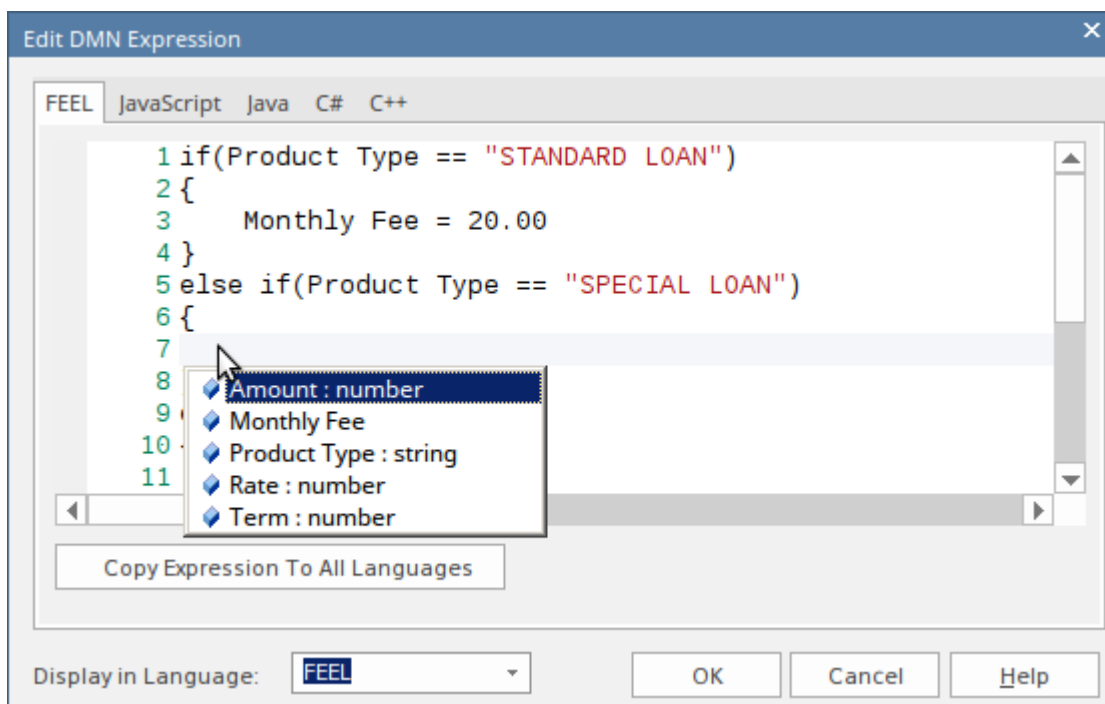 Edit DMN Expression
FEEL JavaScript Java C# C++
1 if(Product Type == "STANDARD LOAN")
2 {
3 Monthly Fee = 20.00
4 }
5 else if(Product Type == "SPECIAL LOAN")
6 {
7
8
Amount : number
9
Monthly Fee
10
Product Type : string
11
Rate : number
Term : number
Copy Expression To All Languages
Display in Language: FEEL OK Cancel Help